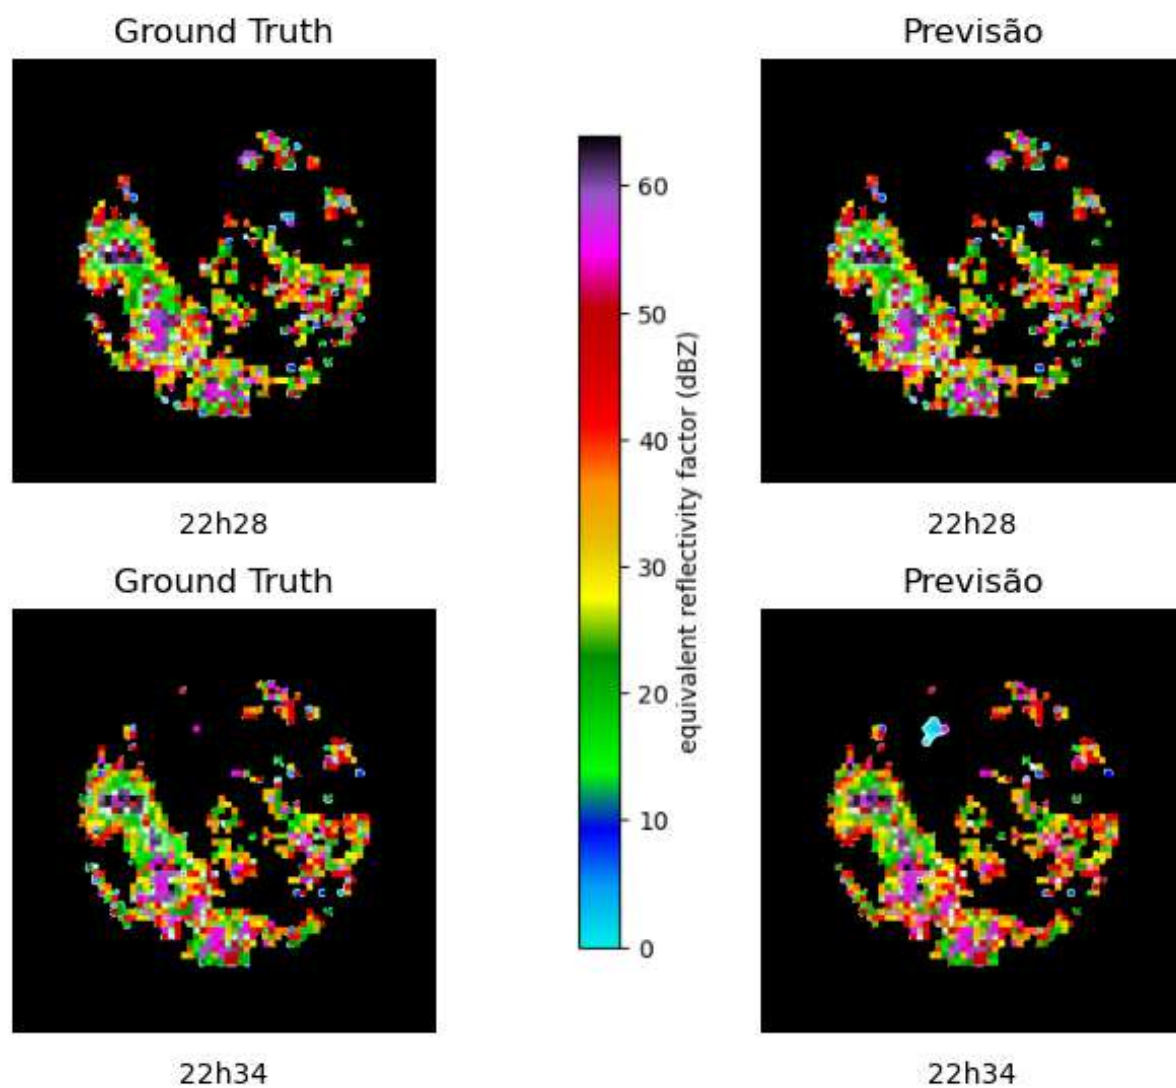 Ground Truth
Previsão
22h28
22h28
60
50
40
30
20
10
0
equivalent reflectivity factor (dBZ)
Ground Truth
Previsão
22h34
22h34